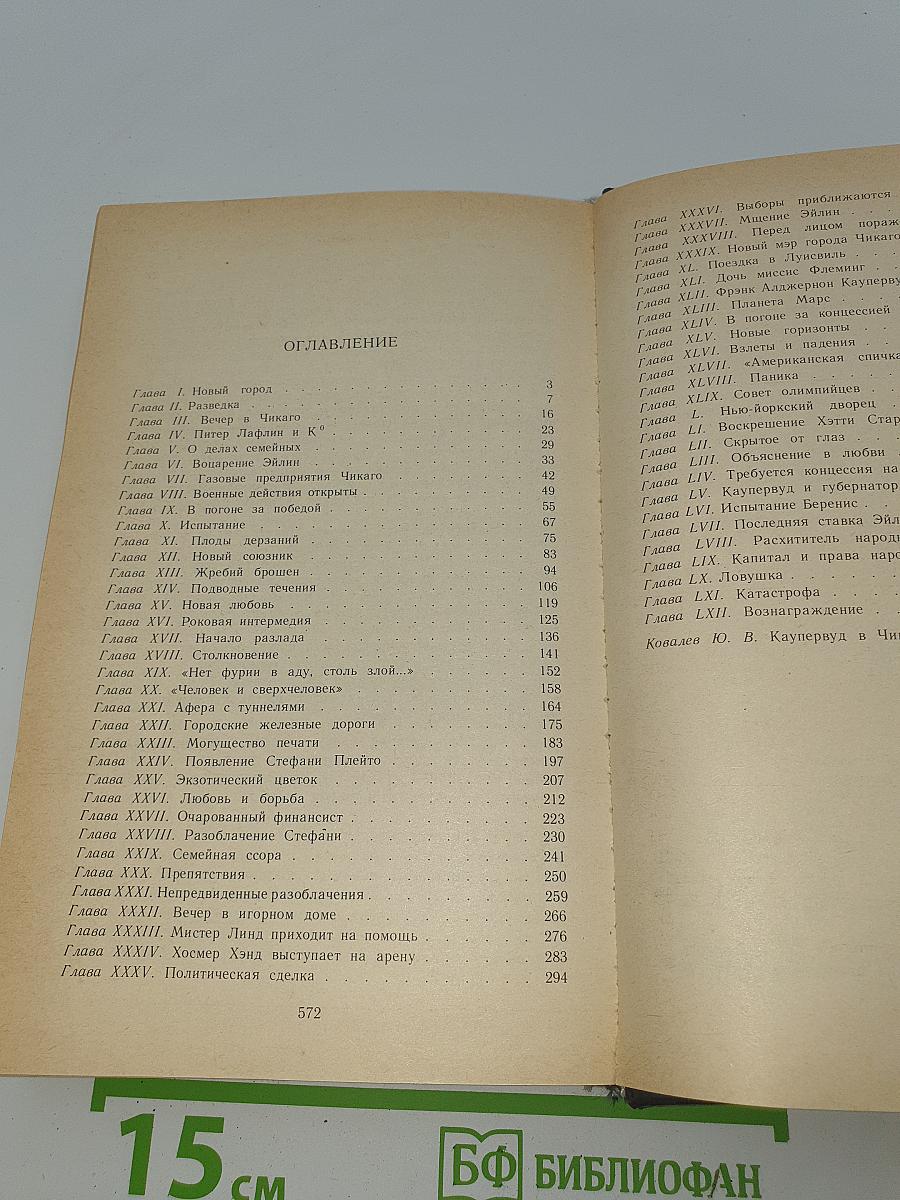 ОГЛАВЛЕНИЕ
Глава I. Новый город . . . 3
Глава II. Разведка . . . 7
Глава III. Вечер в Чикаго . . . 16
Глава IV. Питер Лафлин и К⁰ . . . 23
Глава V. О делах семейных . . . 29
Глава VI. Воцарение Эйлин . . . 33
Глава VII. Газовые предприятия Чикаго . . . 42
Глава VIII. Военные действия открыты . . . 49
Глава IX. В погоне за победой . . . 55
Глава X. Испытание . . . 67
Глава XI. Плоды дерзаний . . . 75
Глава XII. Новый союзник . . . 83
Глава XIII. Жребий брошен . . . 94
Глава XIV. Подводные течения . . . 106
Глава XV. Новая любовь . . . 119
Глава XVI. Роковая интермедия . . . 125
Глава XVII. Начало разлада . . . 136
Глава XVIII. Столкновение . . . 141
Глава XIX. «Нет фурии в аду, столь злой...» . . . 152
Глава XX. «Человек и сверхчеловек» . . . 158
Глава XXI. Афера с туннелями . . . 164
Глава XXII. Городские железные дороги . . . 175
Глава XXIII. Могущество печати . . . 183
Глава XXIV. Появление Стефани Плейто . . . 197
Глава XXV. Экзотический цветок . . . 207
Глава XXVI. Любовь и борьба . . . 212
Глава XXVII. Очарованный финансист . . . 223
Глава XXVIII. Разоблачение Стефани . . . 230
Глава XXIX. Семейная ссора . . . 241
Глава XXX. Препятствия . . . 250
Глава XXXI. Непредвиденные разоблачения . . . 259
Глава XXXII. Вечер в игорном доме . . . 266
Глава XXXIII. Мистер Линд приходит на помощь . . . 276
Глава XXXIV. Хосмер Хэнд выступает на арену . . . 283
Глава XXXV. Политическая сделка . . . 294
572
Глава XXXVI. Выборы приближаются
Глава XXXVII. Мщение Эйлин . . .
Глава XXXVIII. Перед лицом пораж
Глава XXXIX. Новый мэр города Чикаго
Глава XL. Поездка в Луисвиль . . .
Глава XLI. Дочь миссис Флеминг . . .
Глава XLII. Фрэнк Алджернон Кауперву
Глава XLIII. Планета Марс . . .
Глава XLIV. В погоне за концессией
Глава XLV. Новые горизонты . . .
Глава XLVI. Взлеты и падения . . .
Глава XLVII. «Американская спичка
Глава XLVIII. Паника . . .
Глава XLIX. Совет олимпийцев . . .
Глава L. Нью-йоркский дворец . . .
Глава LI. Воскрешение Хэтти Стар
Глава LII. Скрытое от глаз . . .
Глава LIII. Объяснение в любви . . .
Глава LIV. Требуется концессия на
Глава LV. Каупервуд и губернатор
Глава LVI. Испытание Беренис . . .
Глава LVII. Последняя ставка Эйл
Глава LVIII. Расхититель народн
Глава LIX. Капитал и права наро
Глава LX. Ловушка . . .
Глава LXI. Катастрофа . . .
Глава LXII. Вознаграждение . . .
Ковалев Ю. В. Каупервуд в Чи
15 см
БФ БИБЛИОФАН